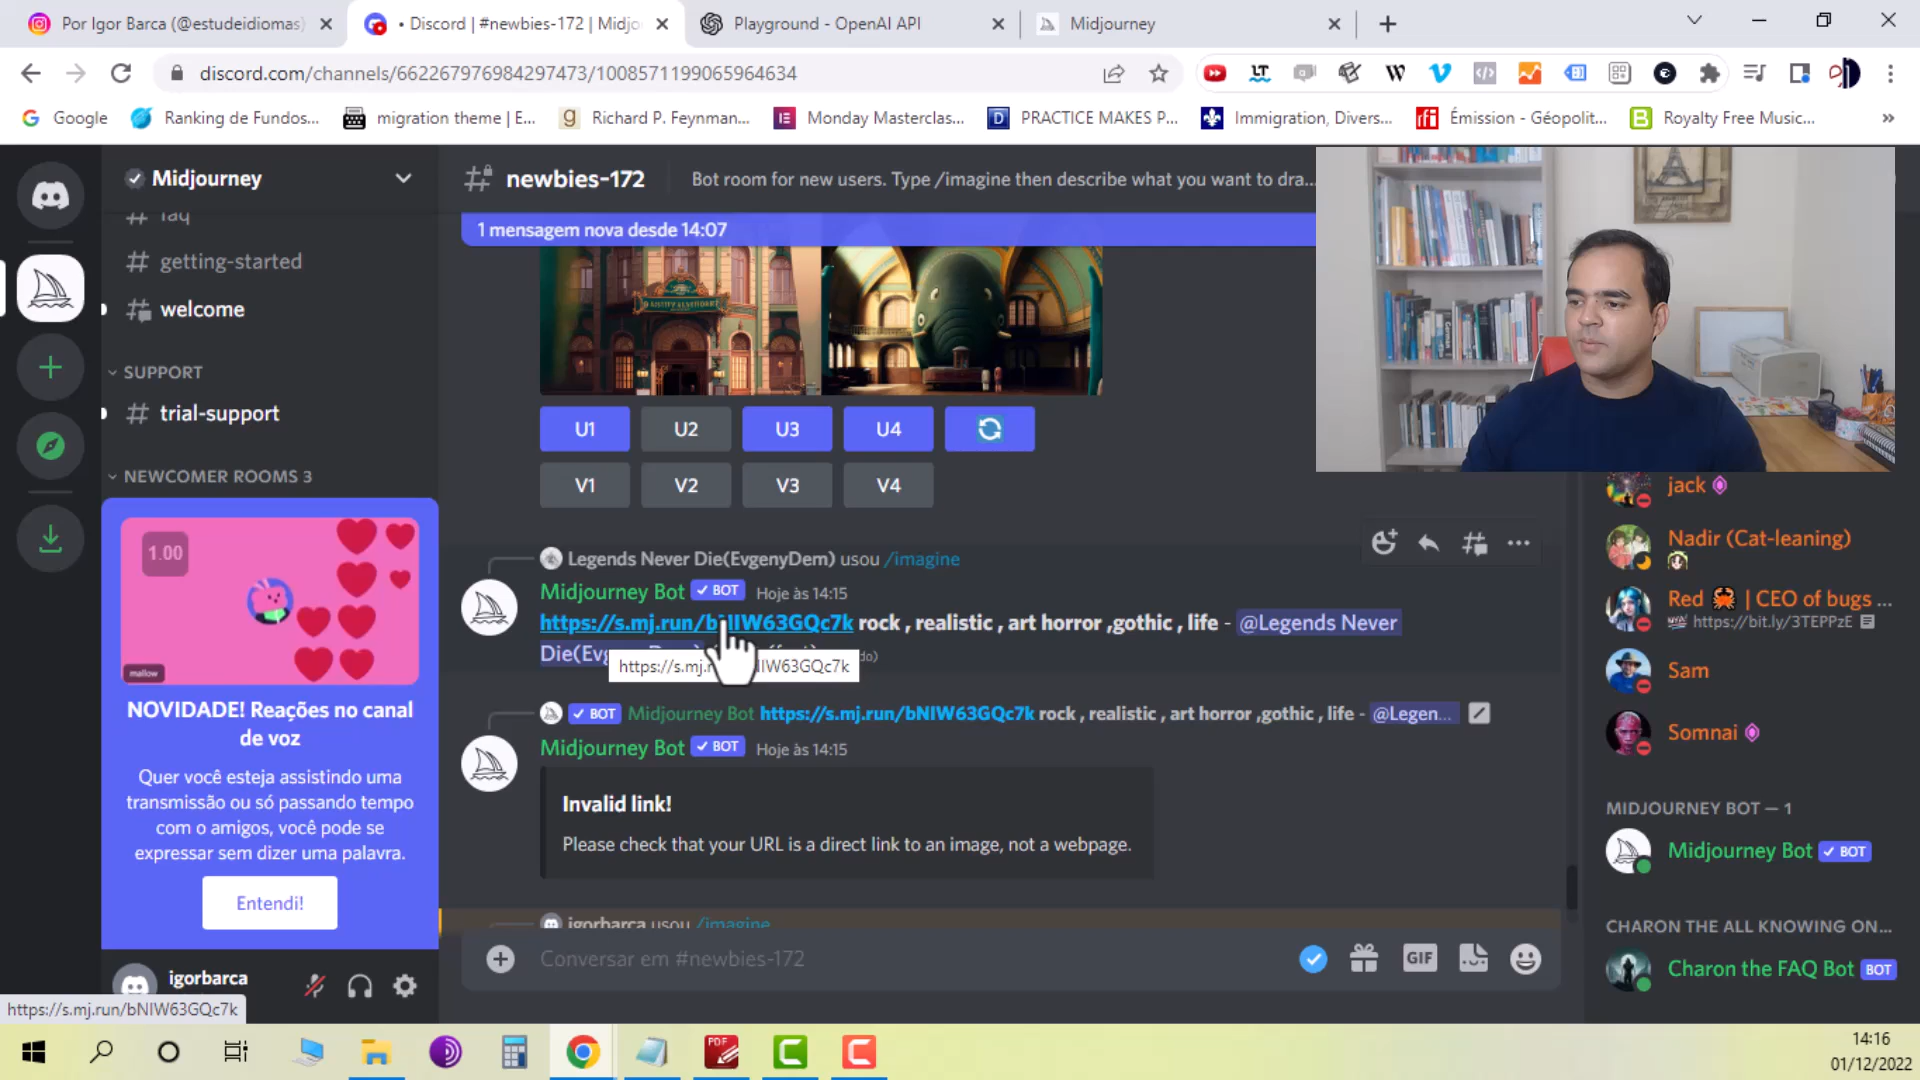 Por Igor Barca (@estudeidiomas)
• Discord | #newbies-172 | Midjo
Playground - OpenAI API
Midjourney
discord.com/channels/662267976984297473/1008571199065964634
Google
Ranking de Fundos...
migration theme | E...
Richard P. Feynman...
Monday Masterclas...
PRACTICE MAKES P...
Immigration, Divers...
Émission - Géopolit...
Royalty Free Music...
»
Midjourney
faq
getting-started
welcome
SUPPORT
trial-support
NEWCOMER ROOMS 3
1.00
mallow
NOVIDADE! Reações no canal
de voz
Quer você esteja assistindo uma
transmissão ou só passando tempo
com o amigos, você pode se
expressar sem dizer uma palavra.
Entendi!
igorbarca
https://s.mj.run/bNIW63GQc7k
newbies-172
Bot room for new users. Type /imagine then describe what you want to dra...
1 mensagem nova desde 14:07
U1 U2 U3 U4
V1 V2 V3 V4
Legends Never Die(EvgenyDem) usou /imagine
Midjourney Bot ✓ BOT Hoje às 14:15
https://s.mj.run/bNIW63GQc7k rock , realistic , art horror ,gothic , life - @Legends Never
✓ BOT Midjourney Bot https://s.mj.run/bNIW63GQc7k rock , realistic , art horror ,gothic , life - @Legen...
Midjourney Bot ✓ BOT Hoje às 14:15
Invalid link!
Please check that your URL is a direct link to an image, not a webpage.
igorbarca usou /imagine
Conversar em #newbies-172
GIF
jack
Nadir (Cat-leaning)
Red 🦀 | CEO of bugs ...
https://bit.ly/3TEPPzE
Sam
Somnai
MIDJOURNEY BOT — 1
Midjourney Bot ✓ BOT
CHARON THE ALL KNOWING ON...
Charon the FAQ Bot BOT
PDF
14:16
01/12/2022